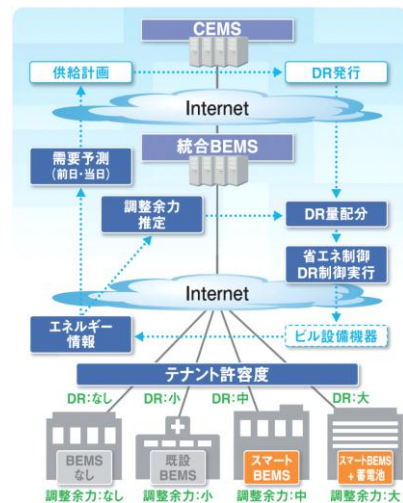 CEMS
供給計画
DR発行
Internet
統合BEMS
需要予測
(前日・当日)
調整余力
推定
DR量配分
省エネ制御
DR制御実行
Internet
エネルギー
情報
ビル設備機器
テナント許容度
DR:なし
DR:小
DR:中
DR:大
BEMS
なし
既設
BEMS
スマート
BEMS
スマートBEMS
+蓄電池
調整余力:なし
調整余力:小
調整余力:中
調整余力:大